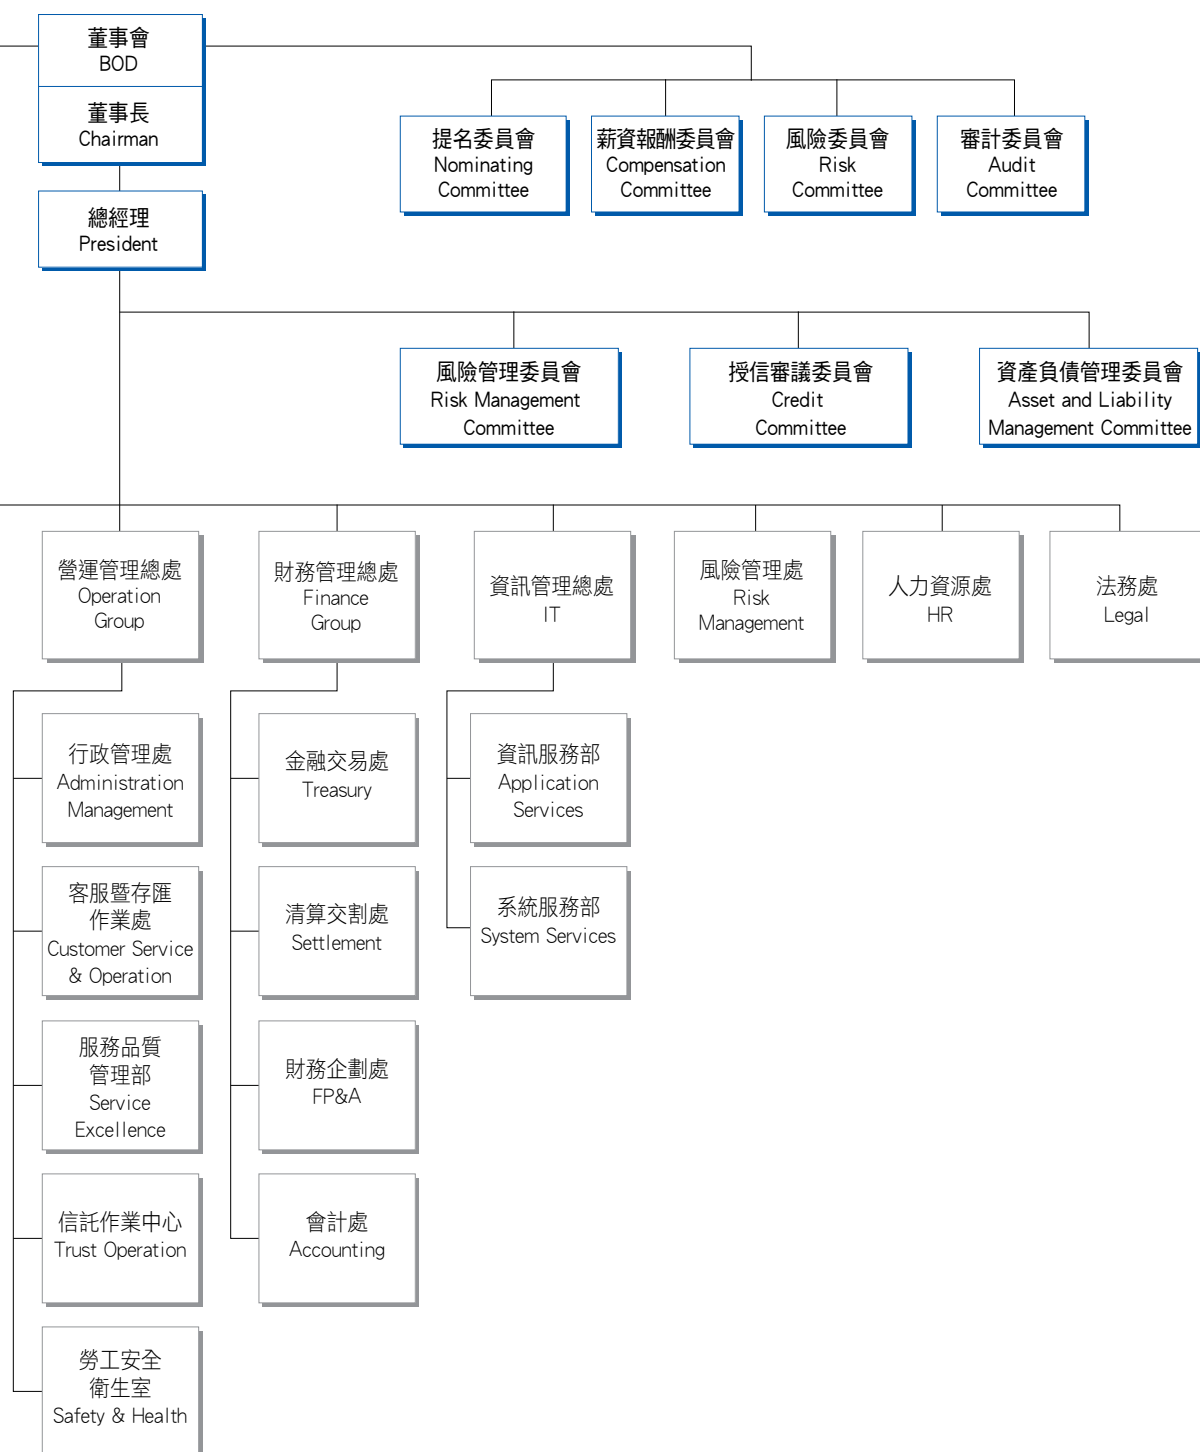 董事會
BOD
董事長
Chairman
提名委員會
Nominating
Committee
薪資報酬委員會
Compensation
Committee
風險委員會
Risk
Committee
審計委員會
Audit
Committee
總經理
President
風險管理委員會
Risk Management
Committee
授信審議委員會
Credit
Committee
資產負債管理委員會
Asset and Liability
Management Committee
營運管理總處
Operation
Group
財務管理總處
Finance
Group
資訊管理總處
IT
風險管理處
Risk
Management
人力資源處
HR
法務處
Legal
行政管理處
Administration
Management
金融交易處
Treasury
資訊服務部
Application
Services
客服暨存匯
作業處
Customer Service
& Operation
清算交割處
Settlement
系統服務部
System Services
服務品質
管理部
Service
Excellence
財務企劃處
FP&A
信託作業中心
Trust Operation
會計處
Accounting
勞工安全
衛生室
Safety & Health